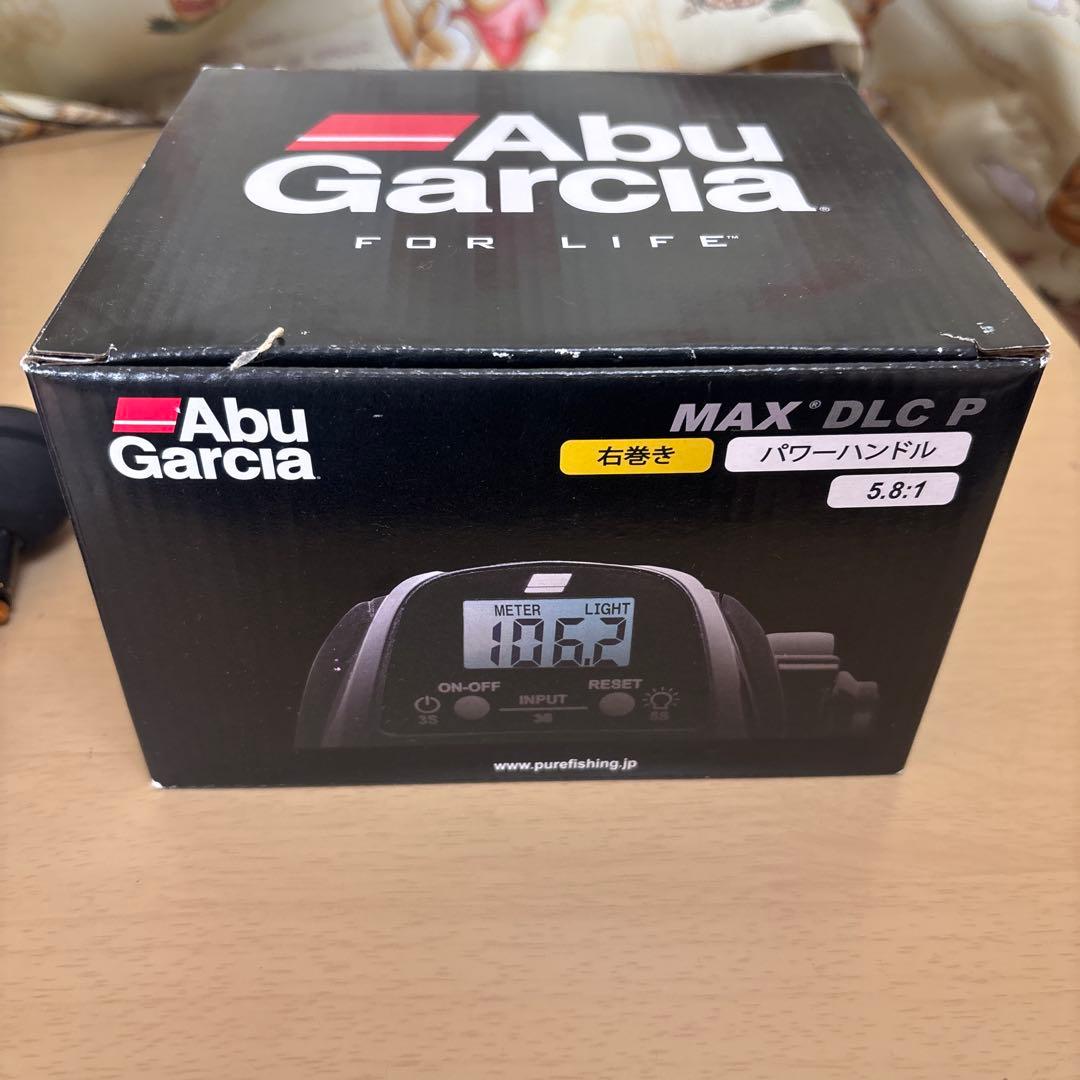 Abu
Garcia®
FOR LIFE™
Abu
Garcia
MAX® DLC P
右巻き
パワーハンドル
5.8:1
METER LIGHT
106.2
ON-OFF
RESET
INPUT
3S
3S
5S
www.purefishing.jp